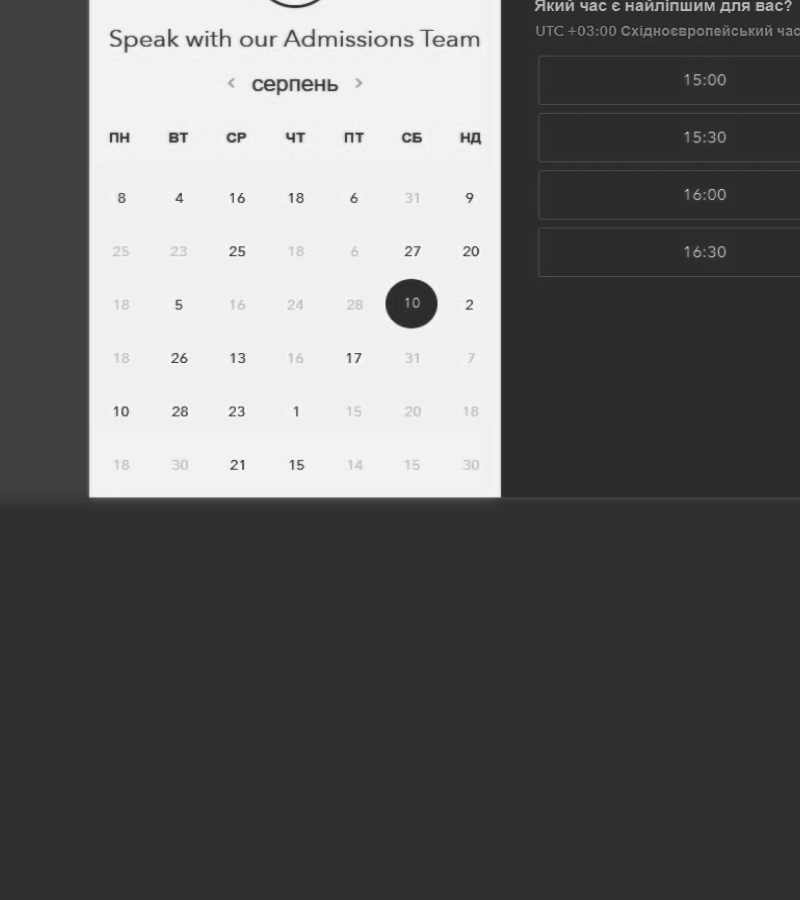 Speak with our Admissions Team
< серпень >
ПН ВТ СР ЧТ ПТ СБ НД
8 4 16 18 6 31 9
25 23 25 18 6 27 20
18 5 16 24 28 10 2
18 26 13 16 17 31 7
10 28 23 1 15 20 18
18 30 21 15 14 15 30
Який час є найліпшим для вас?
UTC +03:00 Східноєвропейський час
15:00
15:30
16:00
16:30